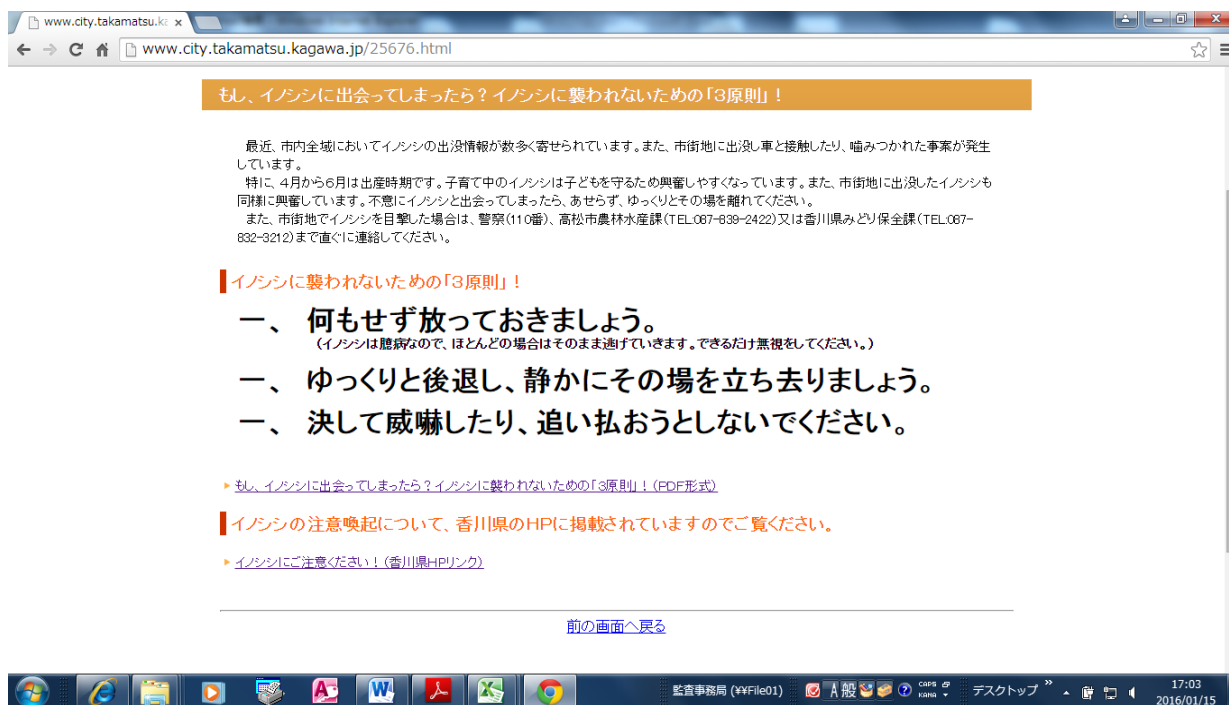 www.city.takamatsu.ka
www.city.takamatsu.kagawa.jp/25676.html
もし、イノシシに出会ってしまったら？イノシシに襲われないための「3原則」！
最近、市内全域においてイノシシの出没情報が数多く寄せられています。また、市街地に出没し車と接触したり、噛みつかれた事案が発生
しています。
特に、4月から6月は出産時期です。子育て中のイノシシは子どもを守るため興奮しやすくなっています。また、市街地に出没したイノシシも
同様に興奮しています。不意にイノシシと出会ってしまったら、あせらず、ゆっくりとその場を離れてください。
また、市街地でイノシシを目撃した場合は、警察(110番)、高松市農林水産課(TEL:087-839-2422)又は香川県みどり保全課(TEL:087-
832-3212)まで直ぐに連絡してください。
イノシシに襲われないための「3原則」！
一、 何もせず放っておきましょう。
(イノシシは臆病なので、ほとんどの場合はそのまま逃げていきます。できるだけ無視をしてください。)
一、 ゆっくりと後退し、静かにその場を立ち去りましょう。
一、 決して威嚇したり、追い払おうとしないでください。
もし、イノシシに出会ってしまったら？イノシシに襲われないための「3原則」！(PDF形式)
イノシシの注意喚起について、香川県のHPに掲載されていますのでご覧ください。
イノシシにご注意ください！(香川県HPリンク)
前の画面へ戻る
監査事務局 (¥¥File01)
A 般
CAPS
KANA
デスクトップ
17:03
2016/01/15